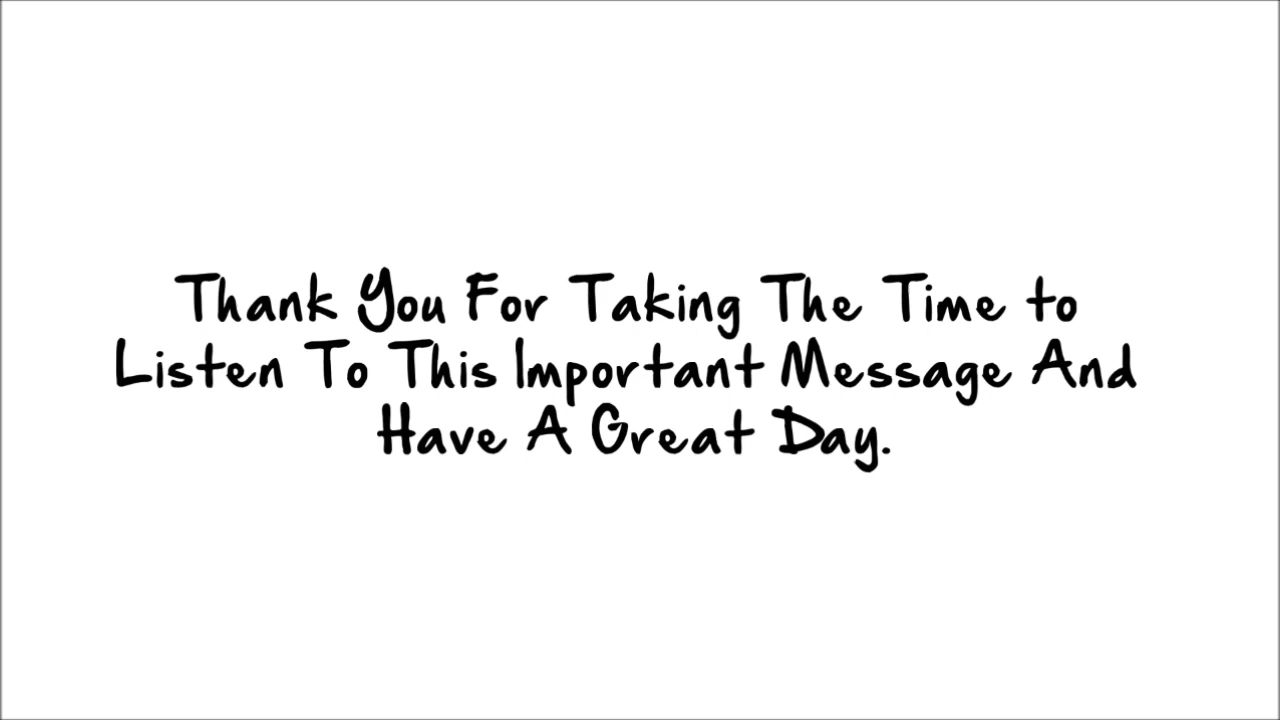 Thank You For Taking The Time to
Listen To This Important Message And
Have A Great Day.